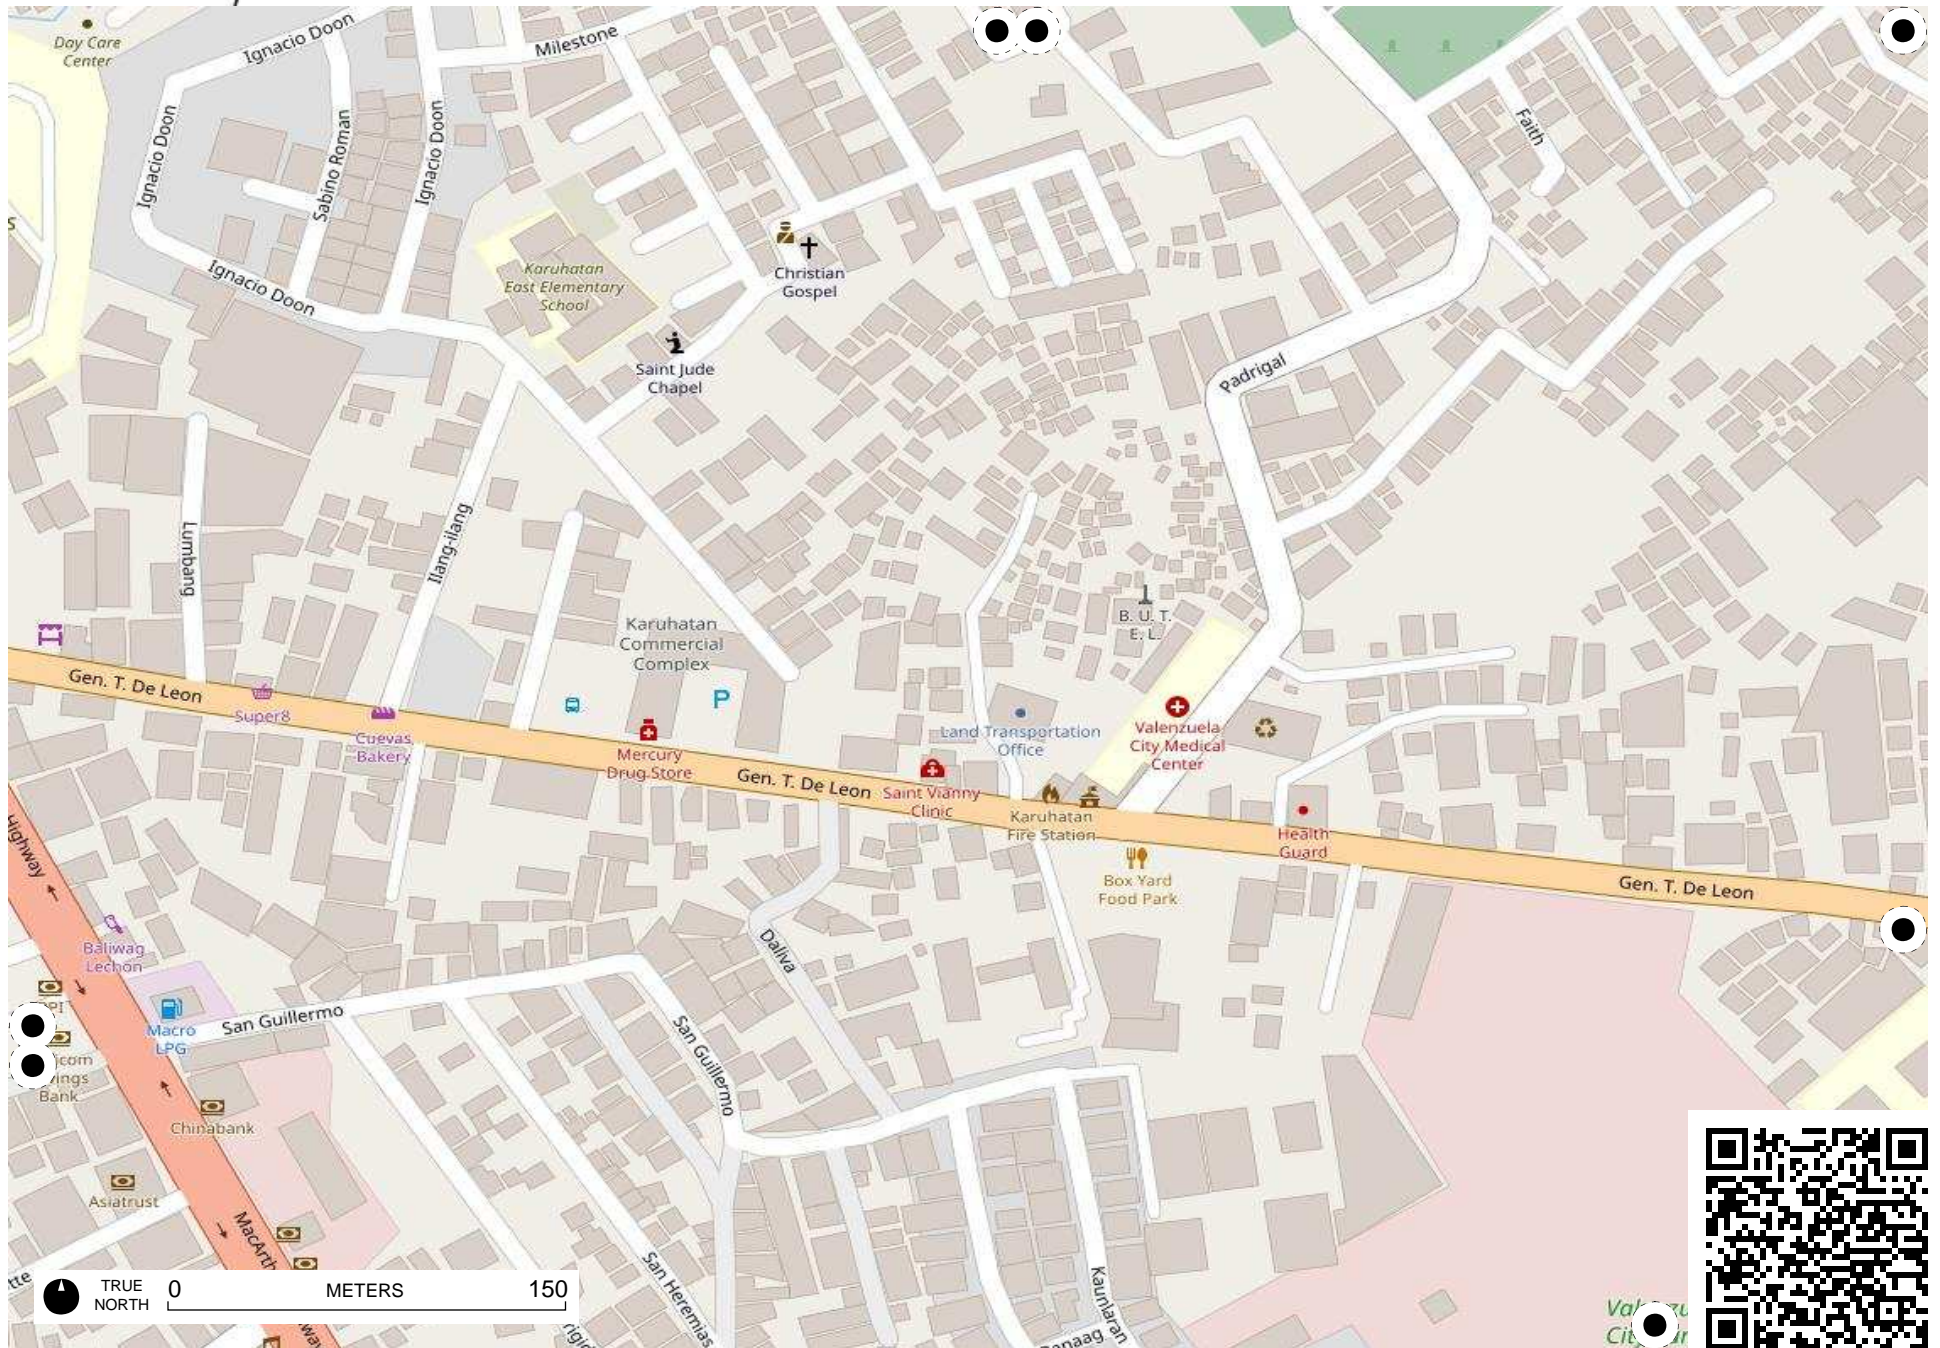 Day Care
Center
Ignacio Doon
Milestone
Ignacio Doon
Sabino Roman
Ignacio Doon
Faith
Ignacio Doon
Karuhatan
East Elementary
School
Christian
Gospel
Saint Jude
Chapel
Padrigal
Lumbang
Ilang-ilang
Karuhatan
Commercial
Complex
B. U. T.
E. L.
Gen. T. De Leon
Super8
P
Cuevas
Bakery
Mercury
Drug Store
Gen. T. De Leon
Land Transportation
Office
Valenzuela
City Medical
Center
Saint Vianny
Clinic
Karuhatan
Fire Station
Health
Guard
Highway
Box Yard
Food Park
Gen. T. De Leon
Baliwag
Lechon
Daliva
Macro
LPG
San Guillermo
San Guillermo
Bank
Chinabank
Asiatrust
MacArth
San Heremias
Kaunlaran
TRUE
NORTH
0 METERS 150